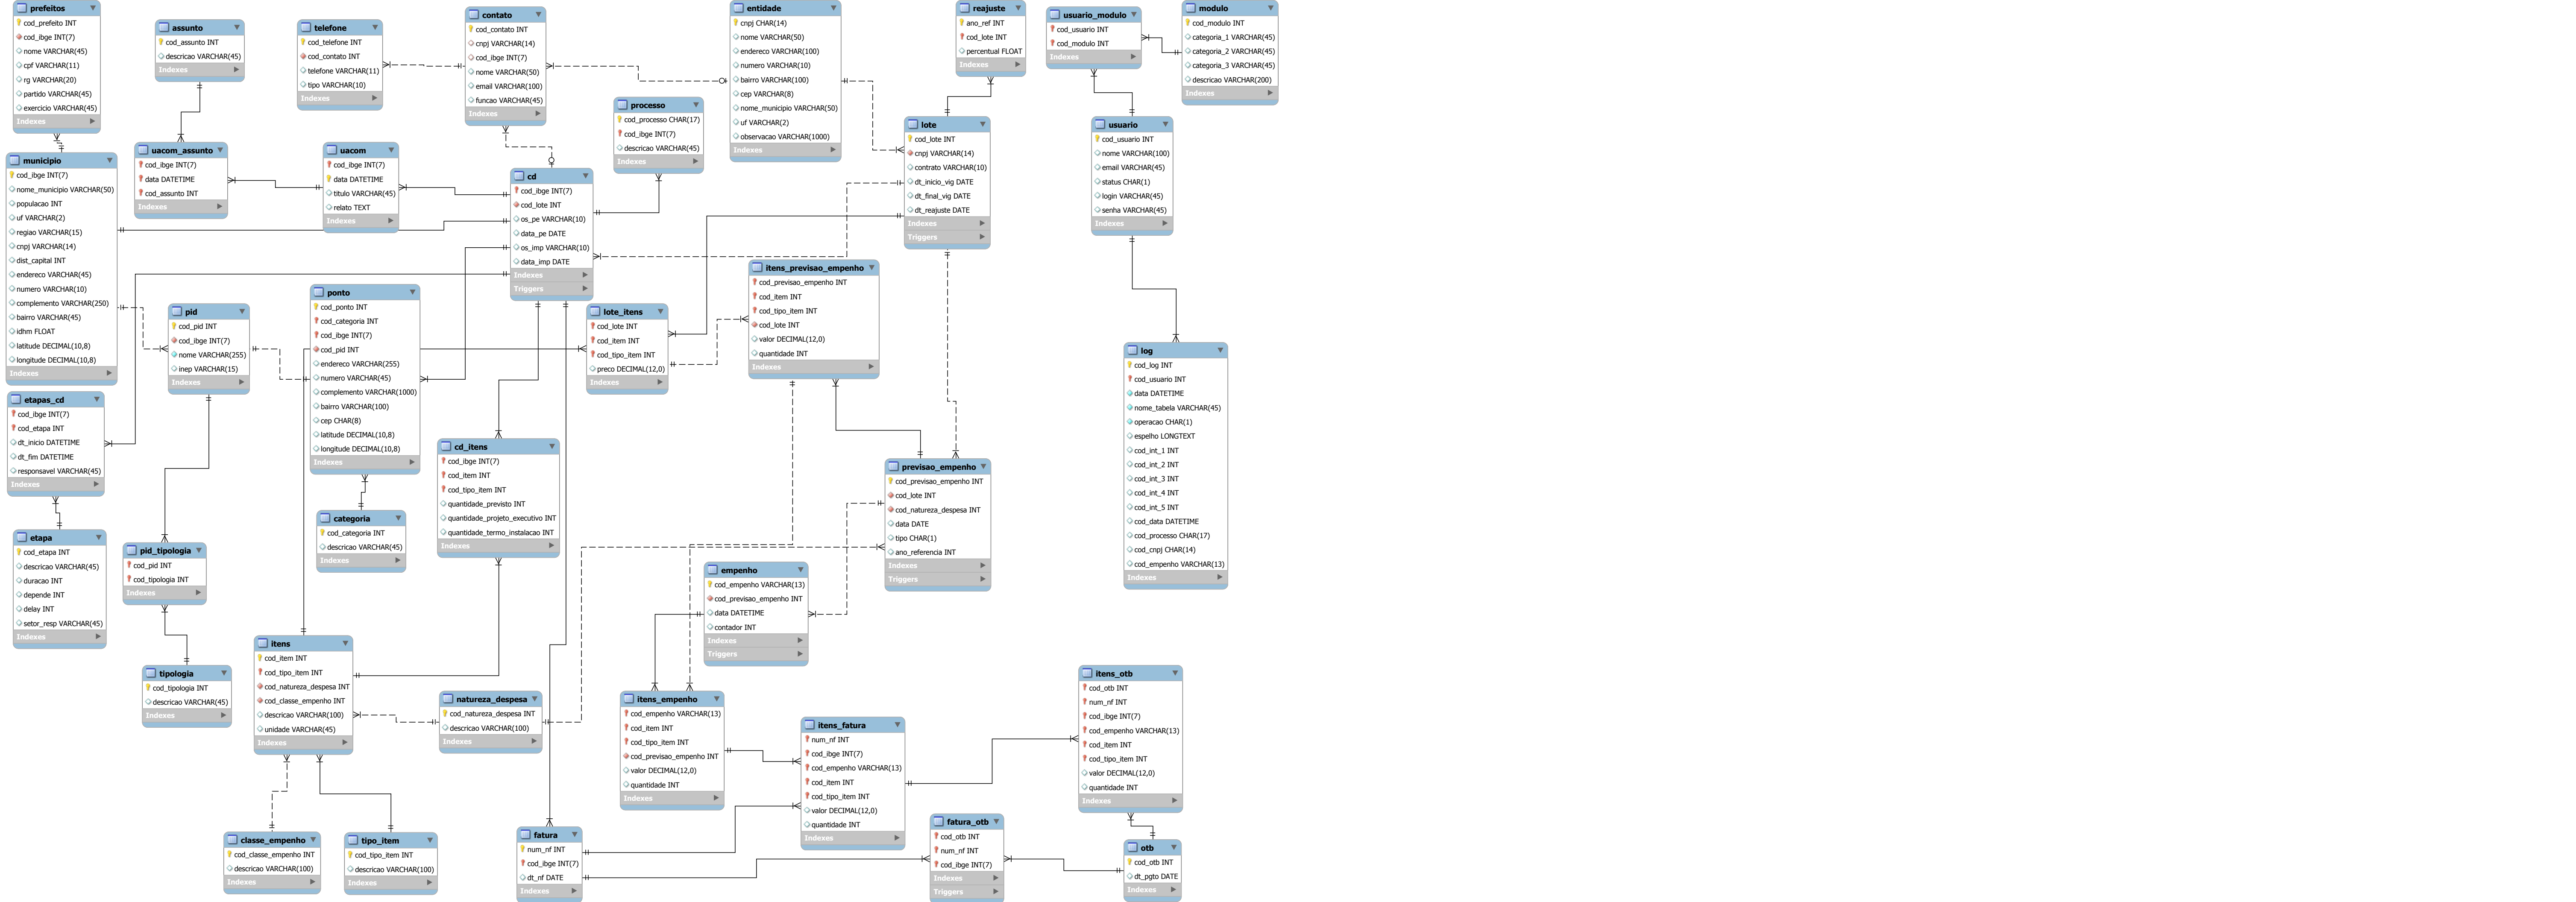 prefeitos
cod_prefeito INT
cod_ibge INT(7)
nome VARCHAR(45)
cpf VARCHAR(11)
rg VARCHAR(20)
partido VARCHAR(45)
exercicio VARCHAR(45)
Indexes
assunto
cod_assunto INT
descricao VARCHAR(45)
Indexes
telefone
cod_telefone INT
cod_contato INT
telefone VARCHAR(11)
tipo VARCHAR(10)
Indexes
contato
cod_contato INT
cnpj VARCHAR(14)
cod_ibge INT(7)
nome VARCHAR(50)
email VARCHAR(100)
funcao VARCHAR(45)
Indexes
processo
cod_processo CHAR(17)
cod_ibge INT(7)
descricao VARCHAR(45)
Indexes
entidade
cnpj CHAR(14)
nome VARCHAR(50)
endereco VARCHAR(100)
numero VARCHAR(10)
bairro VARCHAR(100)
cep VARCHAR(8)
nome_municipio VARCHAR(50)
uf VARCHAR(2)
observacao VARCHAR(1000)
Indexes
reajuste
ano_ref INT
cod_lote INT
percentual FLOAT
Indexes
usuario_modulo
cod_usuario INT
cod_modulo INT
Indexes
modulo
cod_modulo INT
categoria_1 VARCHAR(45)
categoria_2 VARCHAR(45)
categoria_3 VARCHAR(45)
descricao VARCHAR(200)
Indexes
municipio
cod_ibge INT(7)
nome_municipio VARCHAR(50)
populacao INT
uf VARCHAR(2)
regiao VARCHAR(15)
cnpj VARCHAR(14)
dist_capital INT
endereco VARCHAR(45)
numero VARCHAR(10)
complemento VARCHAR(250)
bairro VARCHAR(45)
idhm FLOAT
latitude DECIMAL(10,8)
longitude DECIMAL(10,8)
Indexes
uacom_assunto
cod_ibge INT(7)
data DATETIME
cod_assunto INT
Indexes
uacom
cod_ibge INT(7)
data DATETIME
titulo VARCHAR(45)
relato TEXT
Indexes
cd
cod_ibge INT(7)
cod_lote INT
os_pe VARCHAR(10)
data_pe DATE
os_imp VARCHAR(10)
data_imp DATE
Indexes
Triggers
lote
cod_lote INT
cnpj VARCHAR(14)
contrato VARCHAR(10)
dt_inicio_vig DATE
dt_final_vig DATE
dt_reajuste DATE
Indexes
Triggers
usuario
cod_usuario INT
nome VARCHAR(100)
email VARCHAR(45)
status CHAR(1)
login VARCHAR(45)
senha VARCHAR(45)
Indexes
pid
cod_pid INT
cod_ibge INT(7)
nome VARCHAR(255)
inep VARCHAR(15)
Indexes
ponto
cod_ponto INT
cod_categoria INT
cod_ibge INT(7)
cod_pid INT
endereco VARCHAR(255)
numero VARCHAR(45)
complemento VARCHAR(1000)
bairro VARCHAR(100)
cep CHAR(8)
latitude DECIMAL(10,8)
longitude DECIMAL(10,8)
Indexes
lote_itens
cod_lote INT
cod_item INT
cod_tipo_item INT
preco DECIMAL(12,0)
Indexes
itens_previsao_empenho
cod_previsao_empenho INT
cod_item INT
cod_tipo_item INT
cod_lote INT
valor DECIMAL(12,0)
quantidade INT
Indexes
log
cod_log INT
cod_usuario INT
data DATETIME
nome_tabela VARCHAR(45)
operacao CHAR(1)
espelho LONGTEXT
cod_int_1 INT
cod_int_2 INT
cod_int_3 INT
cod_int_4 INT
cod_int_5 INT
cod_data DATETIME
cod_processo CHAR(17)
cod_cnpj CHAR(14)
cod_empenho VARCHAR(13)
Indexes
etapas_cd
cod_ibge INT(7)
cod_etapa INT
dt_inicio DATETIME
dt_fim DATETIME
responsavel VARCHAR(45)
Indexes
cd_itens
cod_ibge INT(7)
cod_item INT
cod_tipo_item INT
quantidade_previsto INT
quantidade_projeto_executivo INT
quantidade_termo_instalacao INT
Indexes
previsao_empenho
cod_previsao_empenho INT
cod_lote INT
cod_natureza_despesa INT
data DATE
tipo CHAR(1)
ano_referencia INT
Indexes
Triggers
categoria
cod_categoria INT
descricao VARCHAR(45)
Indexes
etapa
cod_etapa INT
descricao VARCHAR(45)
duracao INT
depende INT
delay INT
setor_resp VARCHAR(45)
Indexes
pid_tipologia
cod_pid INT
cod_tipologia INT
Indexes
empenho
cod_empenho VARCHAR(13)
cod_previsao_empenho INT
data DATETIME
contador INT
Indexes
Triggers
tipologia
cod_tipologia INT
descricao VARCHAR(45)
Indexes
itens
cod_item INT
cod_tipo_item INT
cod_natureza_despesa INT
cod_classe_empenho INT
descricao VARCHAR(100)
unidade VARCHAR(45)
Indexes
natureza_despesa
cod_natureza_despesa INT
descricao VARCHAR(100)
Indexes
itens_empenho
cod_empenho VARCHAR(13)
cod_item INT
cod_tipo_item INT
cod_previsao_empenho INT
valor DECIMAL(12,0)
quantidade INT
Indexes
itens_fatura
num_nf INT
cod_ibge INT(7)
cod_empenho VARCHAR(13)
cod_item INT
cod_tipo_item INT
valor DECIMAL(12,0)
quantidade INT
Indexes
itens_otb
cod_otb INT
num_nf INT
cod_ibge INT(7)
cod_empenho VARCHAR(13)
cod_item INT
cod_tipo_item INT
valor DECIMAL(12,0)
quantidade INT
Indexes
classe_empenho
cod_classe_empenho INT
descricao VARCHAR(100)
Indexes
tipo_item
cod_tipo_item INT
descricao VARCHAR(100)
Indexes
fatura
num_nf INT
cod_ibge INT(7)
dt_nf DATE
Indexes
fatura_otb
cod_otb INT
num_nf INT
cod_ibge INT(7)
Indexes
Triggers
otb
cod_otb INT
dt_pgto DATE
Indexes